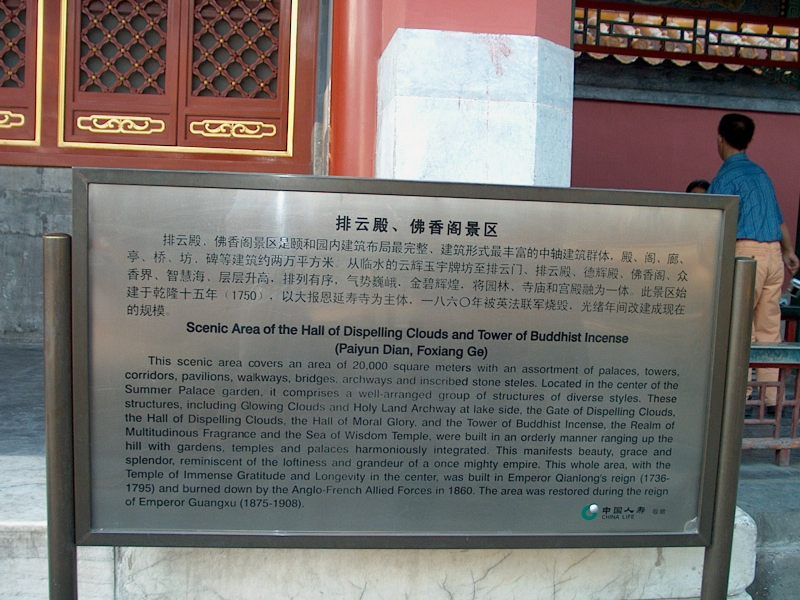 排云殿、佛香阁景区
排云殿、佛香阁景区是颐和园内建筑布局最完整、建筑形式最丰富的中轴建筑群体，殿、阁、廊、
亭、桥、坊、碑等建筑约两万平方米。从临水的云辉玉宇牌坊至排云门、排云殿、德辉殿、佛香阁、众
香界、智慧海，层层升高，排列有序，气势巍峨，金碧辉煌，将园林、寺庙和宫殿融为一体。此景区始
建于乾隆十五年（1750），以大报恩延寿寺为主体，一八六〇年被英法联军烧毁，光绪年间改建成现在
的规模。
Scenic Area of the Hall of Dispelling Clouds and Tower of Buddhist Incense
(Paiyun Dian, Foxiang Ge)
This scenic area covers an area of 20,000 square meters with an assortment of palaces, towers,
corridors, pavilions, walkways, bridges, archways and inscribed stone steles. Located in the center of the
Summer Palace garden, it comprises a well-arranged group of structures of diverse styles. These
structures, including Glowing Clouds and Holy Land Archway at lake side, the Gate of Dispelling Clouds,
the Hall of Dispelling Clouds, the Hall of Moral Glory, and the Tower of Buddhist Incense, the Realm of
Multitudinous Fragrance and the Sea of Wisdom Temple, were built in an orderly manner ranging up the
hill with gardens, temples and palaces harmoniously integrated. This manifests beauty, grace and
splendor, reminiscent of the loftiness and grandeur of a once mighty empire. This whole area, with the
Temple of Immense Gratitude and Longevity in the center, was built in Emperor Qianlong's reign (1736-
1795) and burned down by the Anglo-French Allied Forces in 1860. The area was restored during the reign
of Emperor Guangxu (1875-1908).
中国人寿
CHINA LIFE